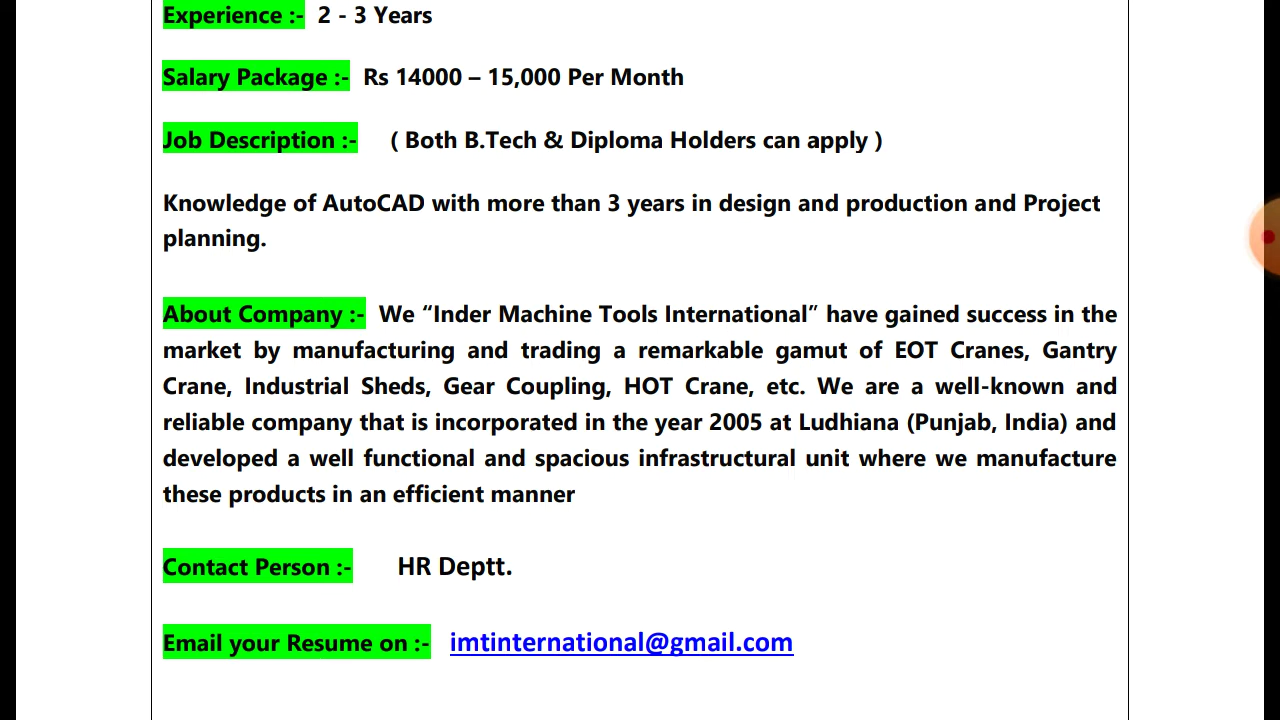 Experience :- 2 - 3 Years
Salary Package :- Rs 14000 – 15,000 Per Month
Job Description :- ( Both B.Tech & Diploma Holders can apply )
Knowledge of AutoCAD with more than 3 years in design and production and Project
planning.
About Company :- We “Inder Machine Tools International” have gained success in the
market by manufacturing and trading a remarkable gamut of EOT Cranes, Gantry
Crane, Industrial Sheds, Gear Coupling, HOT Crane, etc. We are a well-known and
reliable company that is incorporated in the year 2005 at Ludhiana (Punjab, India) and
developed a well functional and spacious infrastructural unit where we manufacture
these products in an efficient manner
Contact Person :- HR Deptt.
Email your Resume on :- imtinternational@gmail.com